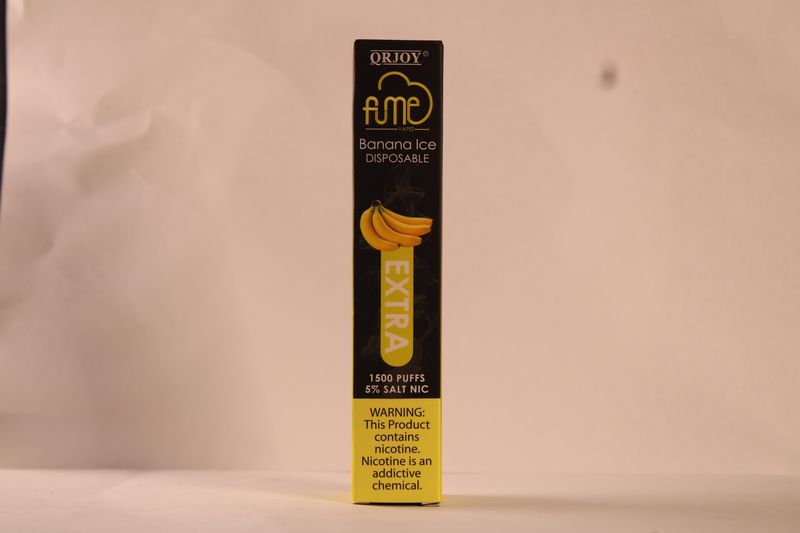 QRJOY®
fume
VAPES
Banana Ice
DISPOSABLE
EXTRA
1500 PUFFS
5% SALT NIC
WARNING:
This Product
contains
nicotine.
Nicotine is an
addictive
chemical.